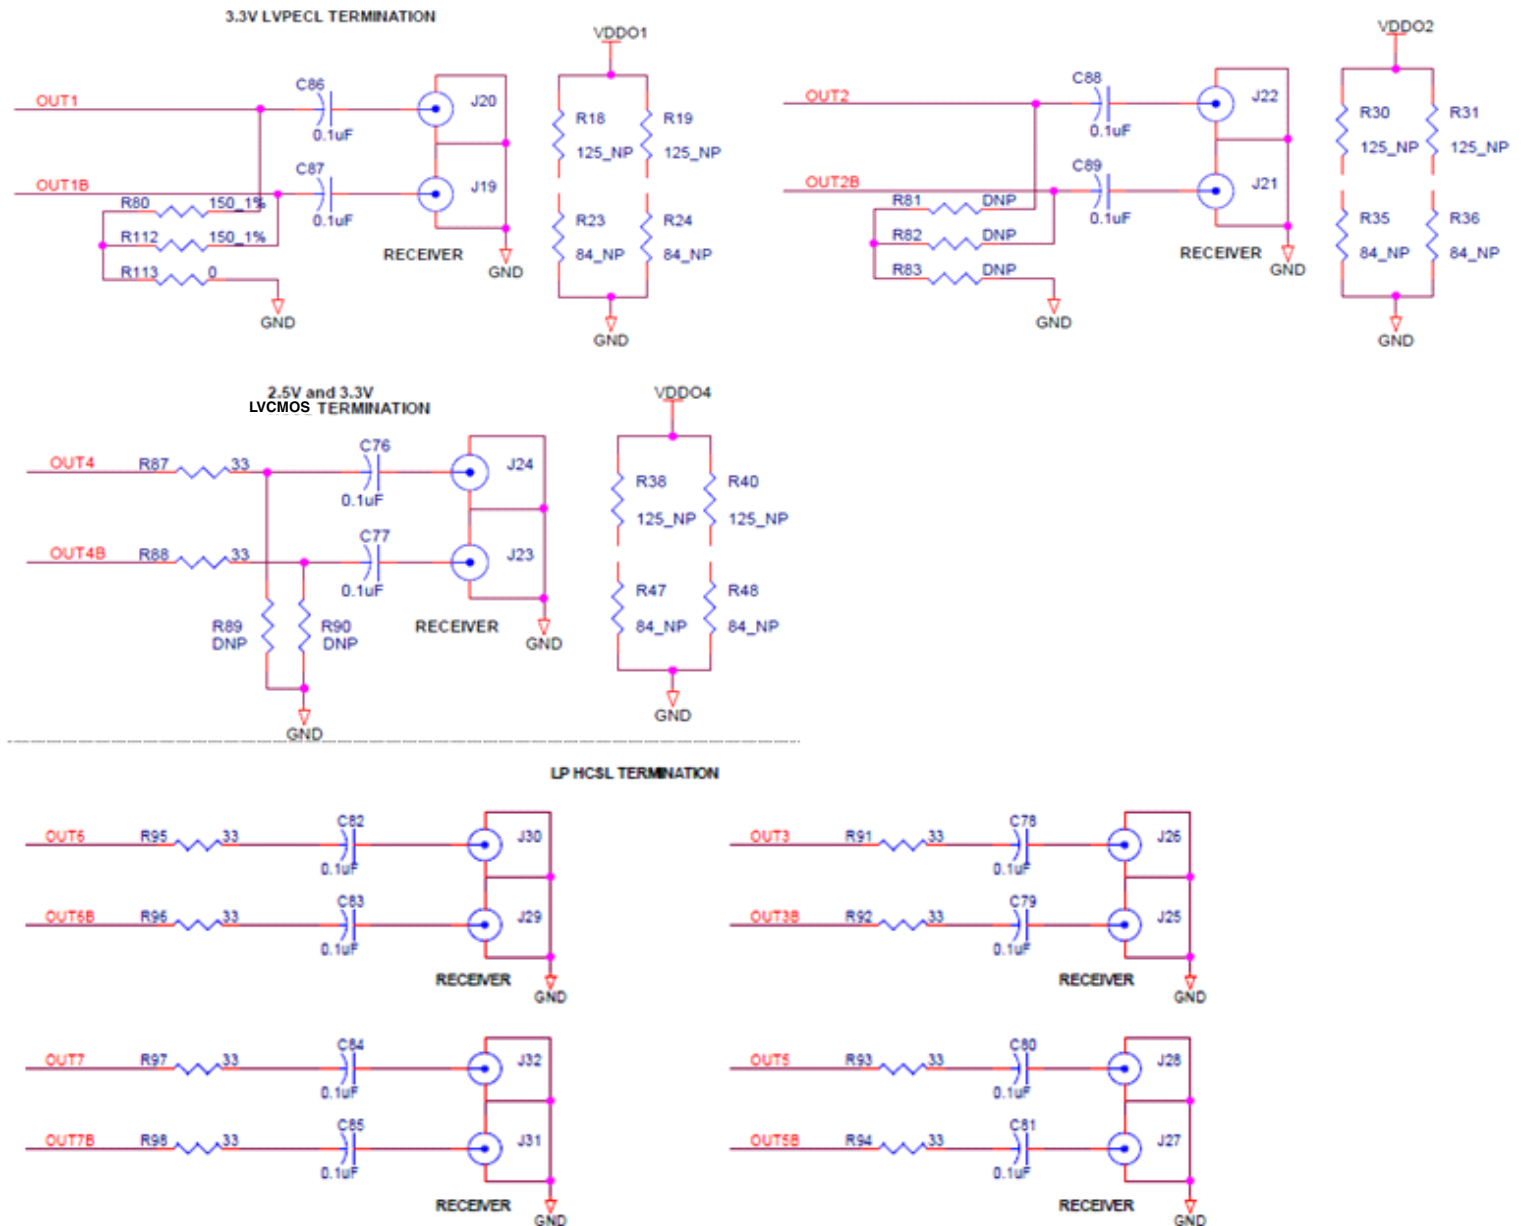 3.3V LVPECL TERMINATION
VDDO1
OUT1
C86
0.1uF
J20
OUT1B
C87
0.1uF
J19
R80 150_1%
R112 150_1%
R113 0
GND
RECEIVER
GND
R18
125_NP
R19
125_NP
R23
84_NP
R24
84_NP
GND
VDDO2
OUT2
C88
0.1uF
J22
OUT2B
C89
0.1uF
J21
R81 DNP
R82 DNP
R83 DNP
GND
RECEIVER
GND
R30
125_NP
R31
125_NP
R35
84_NP
R36
84_NP
GND
2.5V and 3.3V
LVCMOS TERMINATION
VDDO4
OUT4
R87 33
C76
0.1uF
J24
OUT4B
R88 33
C77
0.1uF
J23
R89
DNP
R90
DNP
GND
RECEIVER
GND
R38
125_NP
R40
125_NP
R47
84_NP
R48
84_NP
GND
LP HCSL TERMINATION
OUT6
R95 33
C82
0.1uF
J30
OUT6B
R96 33
C83
0.1uF
J29
RECEIVER
GND
OUT3
R91 33
C78
0.1uF
J26
OUT3B
R92 33
C79
0.1uF
J25
RECEIVER
GND
OUT7
R97 33
C84
0.1uF
J32
OUT7B
R98 33
C85
0.1uF
J31
RECEIVER
GND
OUT5
R93 33
C80
0.1uF
J28
OUT5B
R94 33
C81
0.1uF
J27
RECEIVER
GND